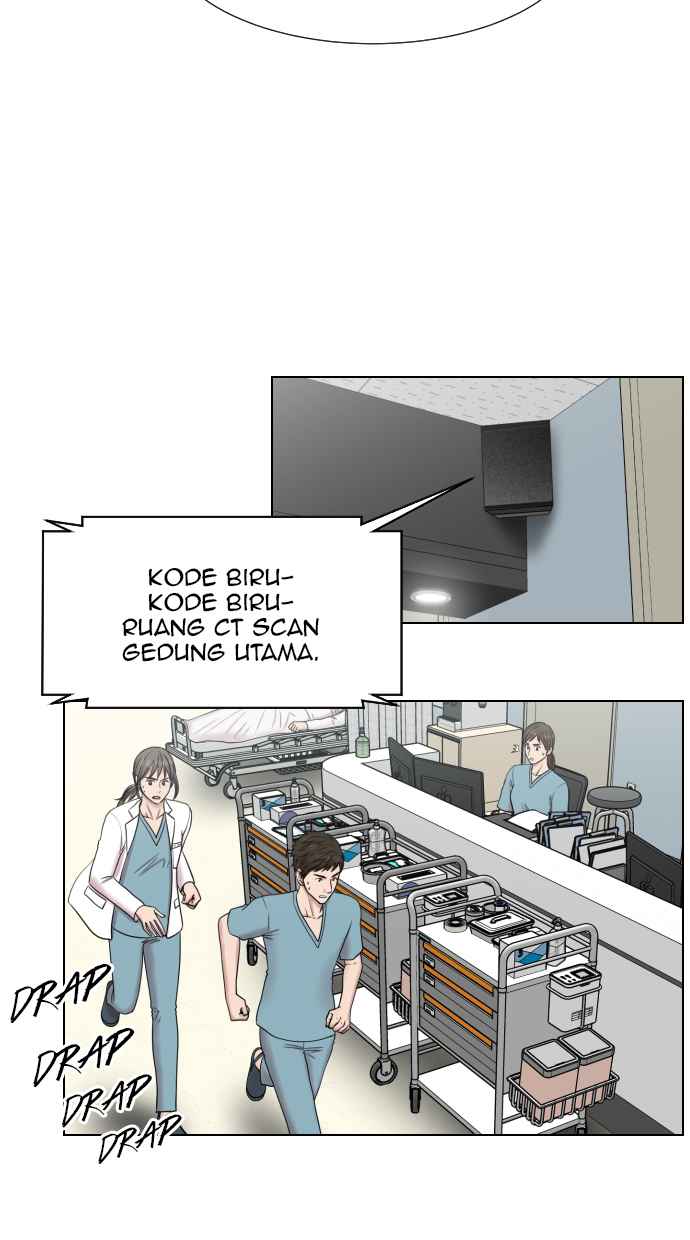 KODE BIRU-
KODE BIRU-
RUANG CT SCAN
GEDUNG UTAMA.
DRAP
DRAP
DRAP
DRAP